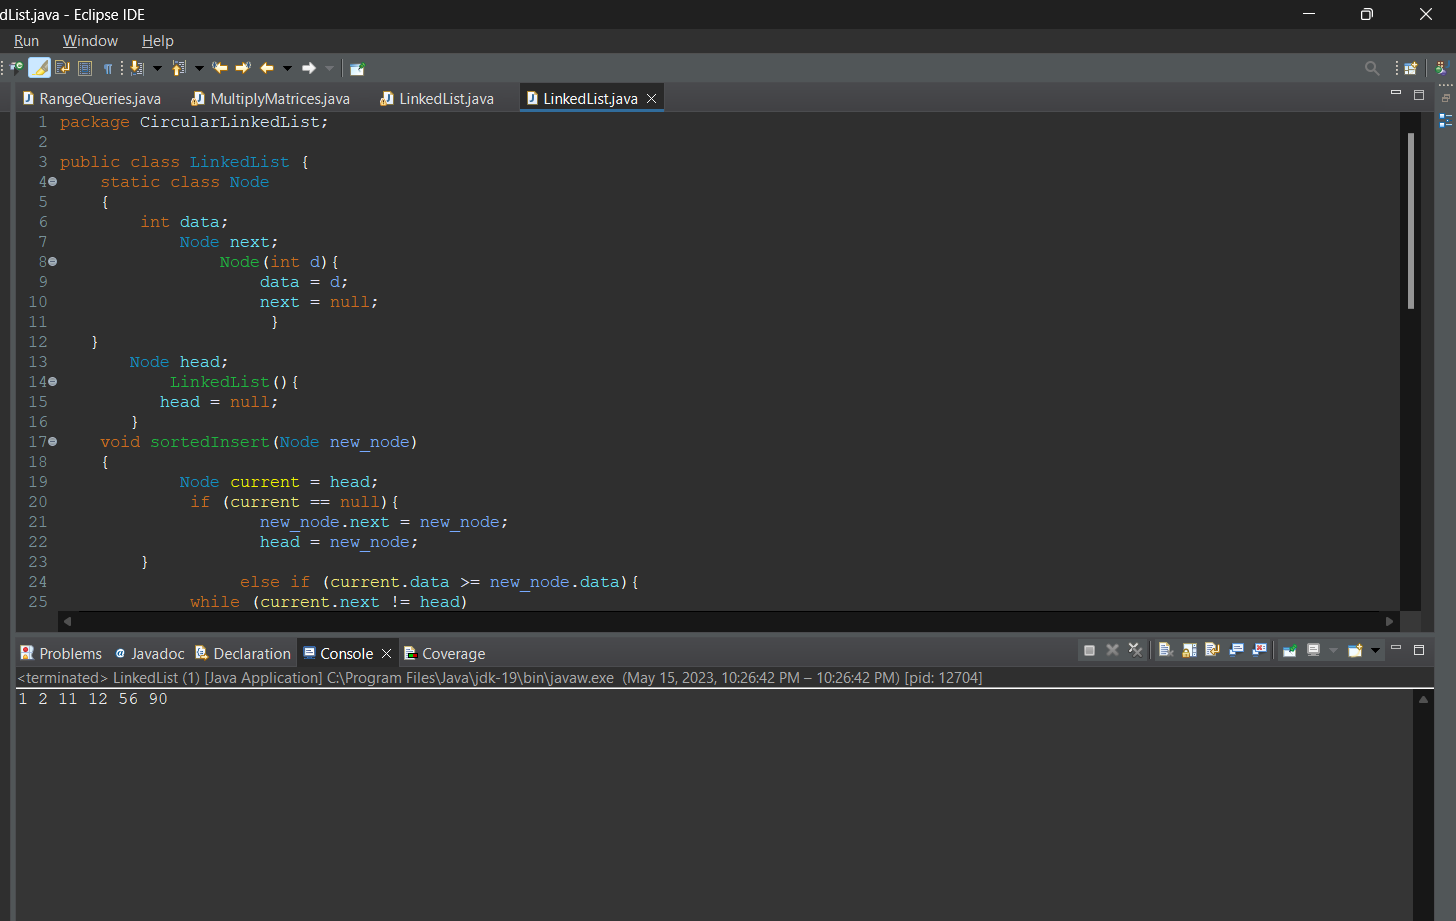 dList.java - Eclipse IDE
Run Window Help
RangeQueries.java MultiplyMatrices.java LinkedList.java LinkedList.java
1 package CircularLinkedList;
2
3 public class LinkedList {
4 static class Node
5 {
6 int data;
7 Node next;
8 Node(int d){
9 data = d;
10 next = null;
11 }
12 }
13 Node head;
14 LinkedList(){
15 head = null;
16 }
17 void sortedInsert(Node new_node)
18 {
19 Node current = head;
20 if (current == null){
21 new_node.next = new_node;
22 head = new_node;
23 }
24 else if (current.data >= new_node.data){
25 while (current.next != head)
Problems @ Javadoc Declaration Console Coverage
<terminated> LinkedList (1) [Java Application] C:\Program Files\Java\jdk-19\bin\javaw.exe (May 15, 2023, 10:26:42 PM – 10:26:42 PM) [pid: 12704]
1 2 11 12 56 90